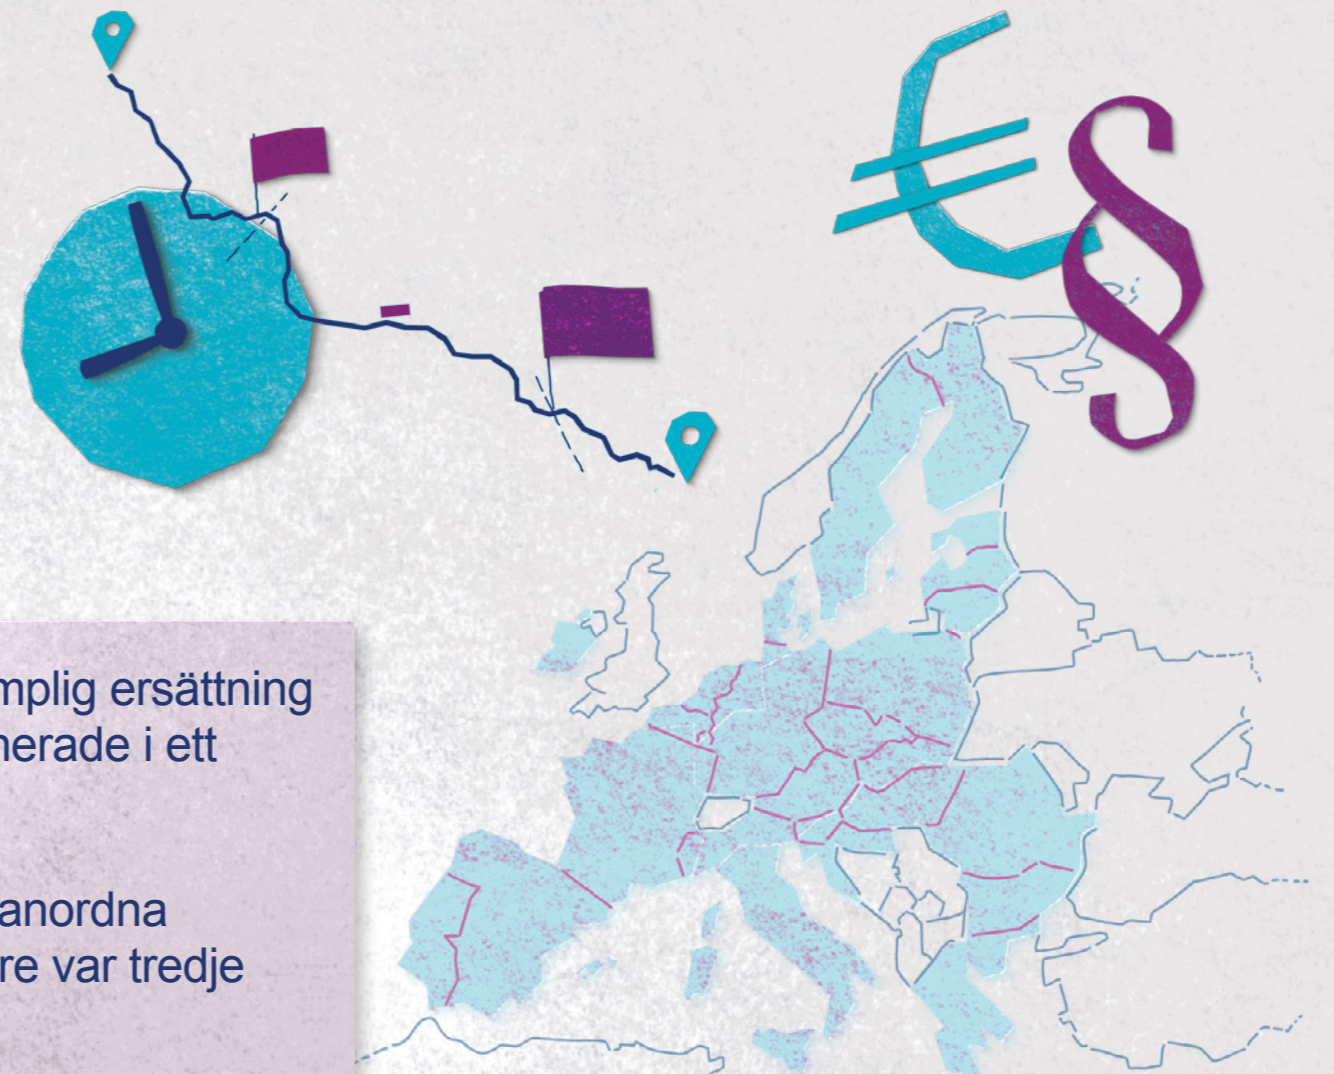 mplig ersättning
nerade i ett
anordna
re var tredje
€
§